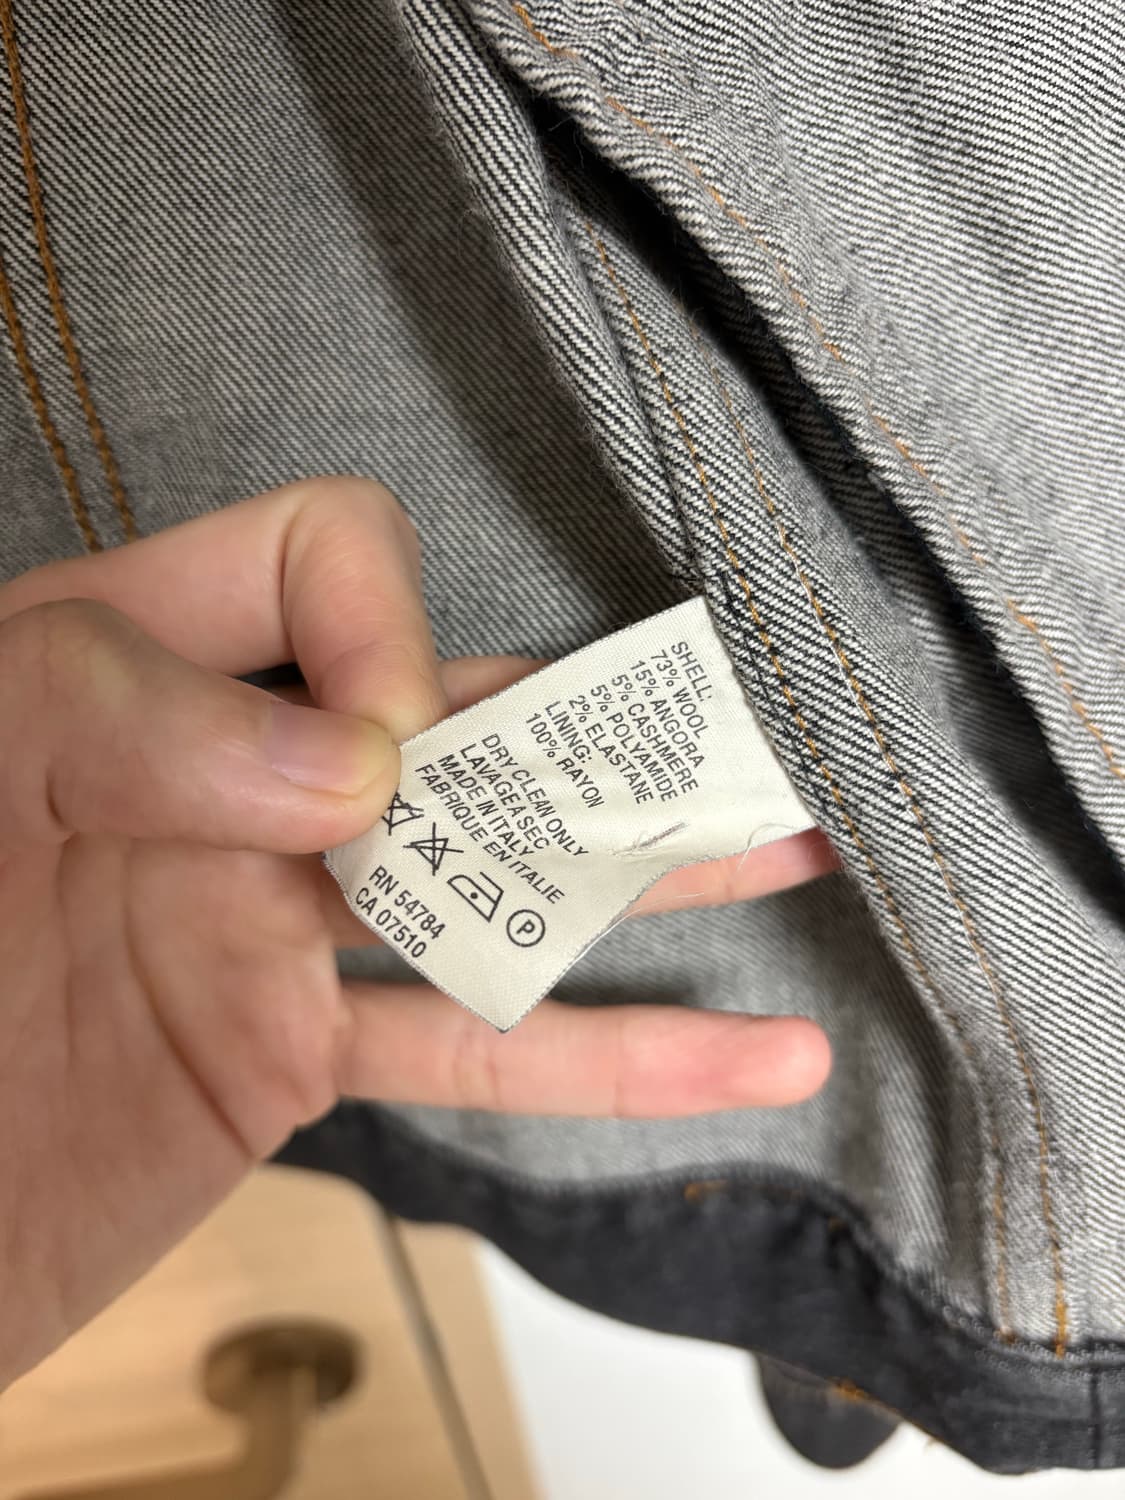 SHELL:
73% WOOL
15% ANGORA
5% CASHMERE
5% POLYAMIDE
2% ELASTANE
LINING:
100% RAYON
DRY CLEAN ONLY
LAVAGE A SEC
MADE IN ITALY
FABRIQUE EN ITALIE
P
RN 54784
CA 07510